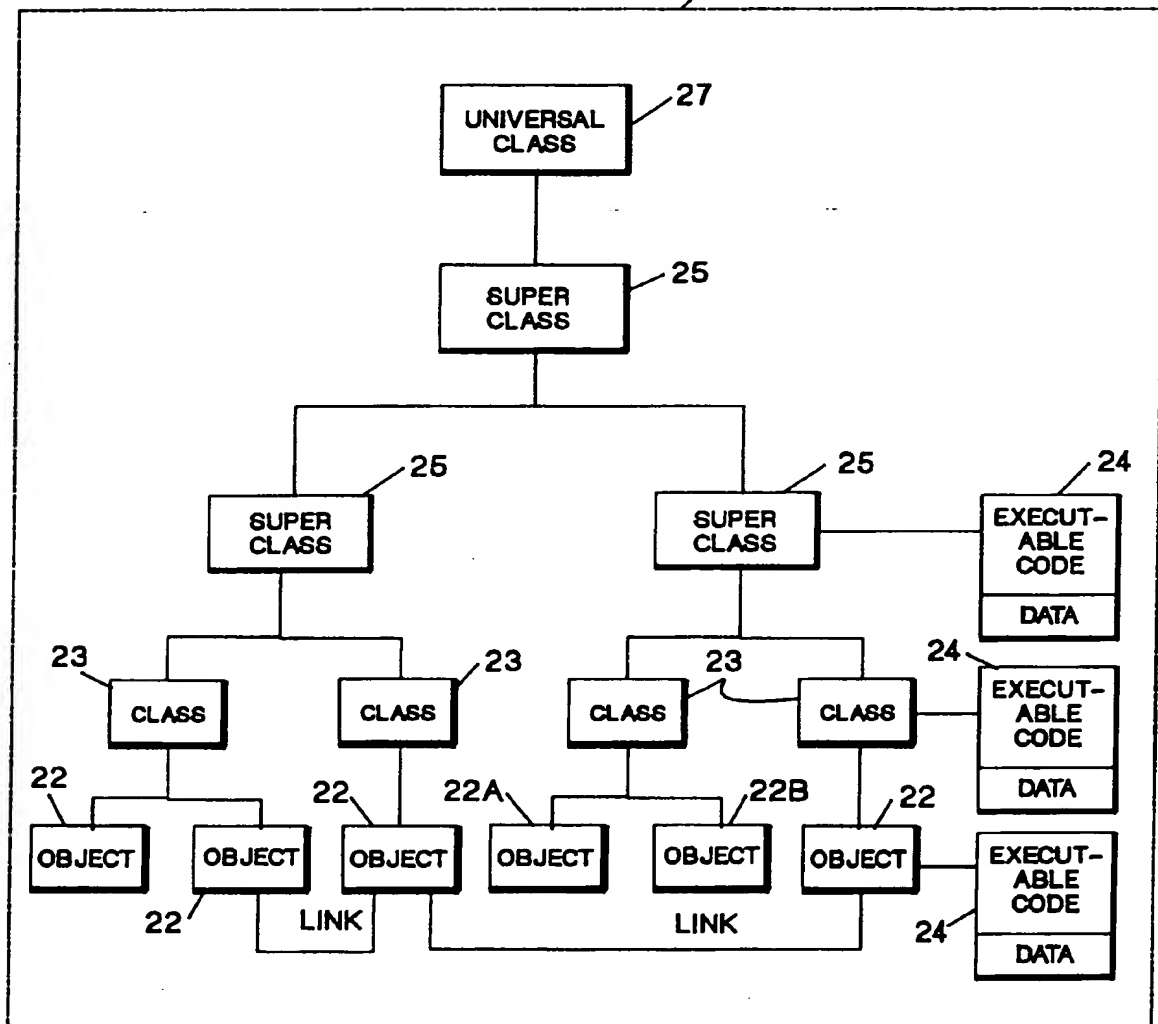 27
UNIVERSAL
CLASS
25
SUPER
CLASS
25
25
24
SUPER
CLASS
SUPER
CLASS
EXECUT-
ABLE
CODE
DATA
23
23
23
24
CLASS
CLASS
CLASS
CLASS
EXECUT-
ABLE
CODE
DATA
22
22
22A
22B
22
OBJECT
OBJECT
OBJECT
OBJECT
OBJECT
OBJECT
EXECUT-
ABLE
CODE
DATA
22
LINK
LINK
24